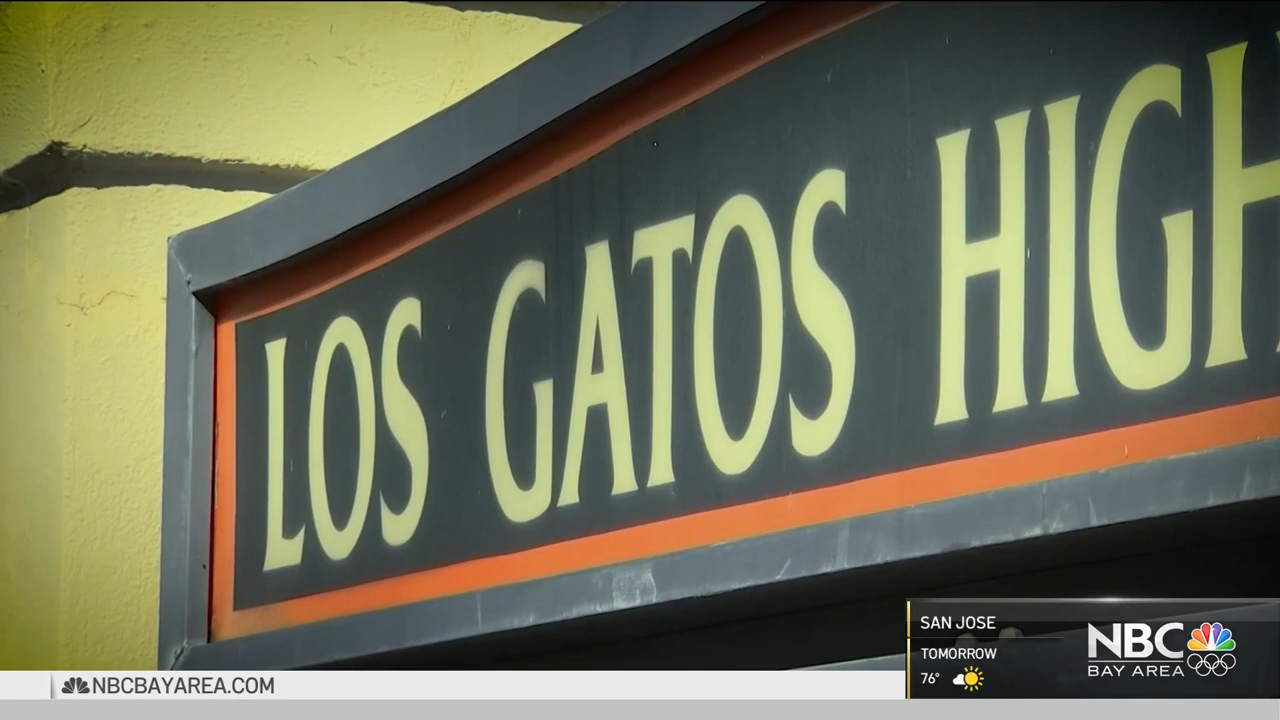 LOS GATOS HIGH
SAN JOSE
TOMORROW
76°
NBC
BAY AREA
NBCBAYAREA.COM